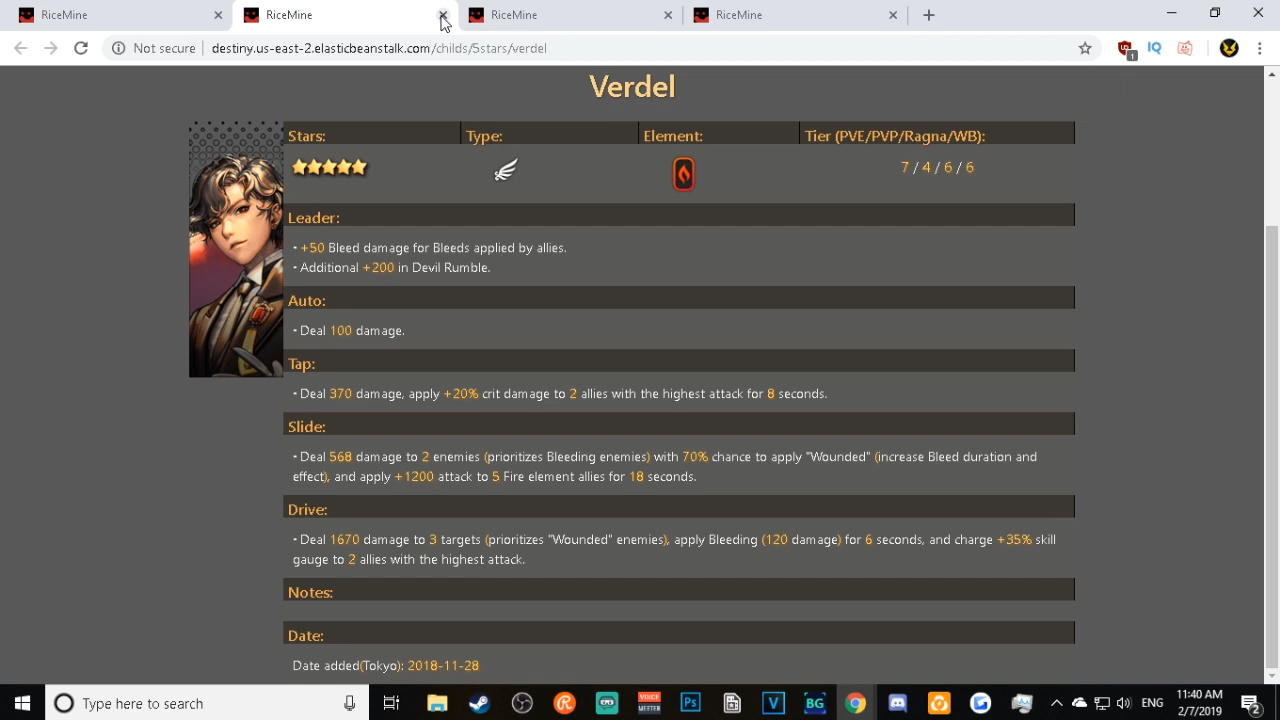 RiceMine
RiceMine
RiceMine
RiceMine
Not secure
destiny.us-east-2.elasticbeanstalk.com/childs/5stars/verdel
IQ
1
Verdel
Stars:
Type:
Element:
Tier (PVE/PVP/Ragna/WB):
7 / 4 / 6 / 6
Leader:
• +50 Bleed damage for Bleeds applied by allies.
• Additional +200 in Devil Rumble.
Auto:
• Deal 100 damage.
Tap:
• Deal 370 damage, apply +20% crit damage to 2 allies with the highest attack for 8 seconds.
Slide:
• Deal 568 damage to 2 enemies (prioritizes Bleeding enemies) with 70% chance to apply "Wounded" (increase Bleed duration and
effect), and apply +1200 attack to 5 Fire element allies for 18 seconds.
Drive:
• Deal 1670 damage to 3 targets (prioritizes "Wounded" enemies), apply Bleeding (120 damage) for 6 seconds, and charge +35% skill
gauge to 2 allies with the highest attack.
Notes:
Date:
Date added(Tokyo): 2018-11-28
Type here to search
VOICE
MEETER
Ps
V
BG
ENG
11:40 AM
2/7/2019
2